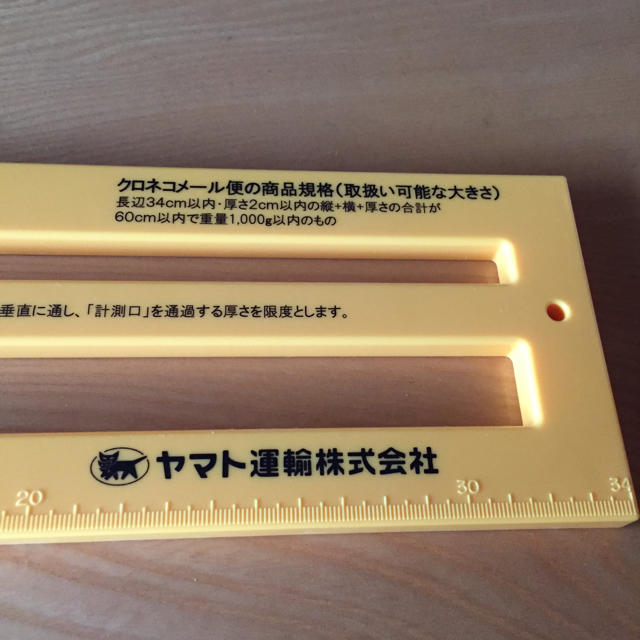 クロネコメール便の商品規格(取扱い可能な大きさ)
長辺34cm以内・厚さ2cm以内の縦+横+厚さの合計が
60cm以内で重量1,000g以内のもの
垂直に通し、「計測口」を通過する厚さを限度とします。
ヤマト運輸株式会社
20 30 34